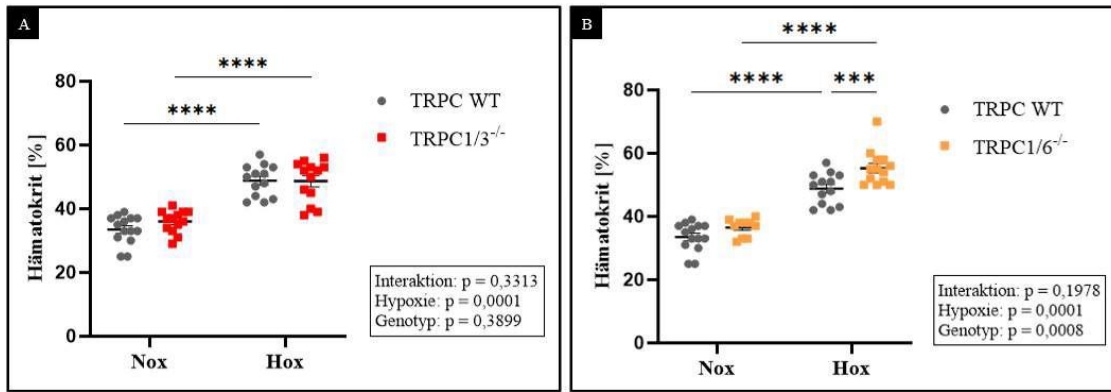 A
****
****
80
60
40
20
0
Hämatokrit [%]
Nox
Hox
TRPC WT
TRPC1/3-/-
Interaktion: p = 0,3313
Hypoxie: p = 0,0001
Genotyp: p = 0,3899
B
****
**** ***
80
60
40
20
0
Hämatokrit [%]
Nox
Hox
TRPC WT
TRPC1/6-/-
Interaktion: p = 0,1978
Hypoxie: p = 0,0001
Genotyp: p = 0,0008